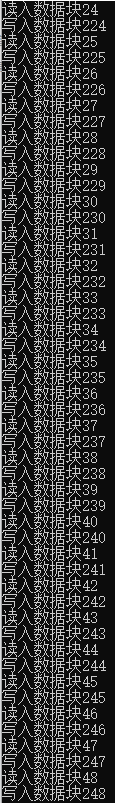 读入数据块24
写入数据块224
读入数据块25
写入数据块225
读入数据块26
写入数据块226
读入数据块27
写入数据块227
读入数据块28
写入数据块228
读入数据块29
写入数据块229
读入数据块30
写入数据块230
读入数据块31
写入数据块231
读入数据块32
写入数据块232
读入数据块33
写入数据块233
读入数据块34
写入数据块234
读入数据块35
写入数据块235
读入数据块36
写入数据块236
读入数据块37
写入数据块237
读入数据块38
写入数据块238
读入数据块39
写入数据块239
读入数据块40
写入数据块240
读入数据块41
写入数据块241
读入数据块42
写入数据块242
读入数据块43
写入数据块243
读入数据块44
写入数据块244
读入数据块45
写入数据块245
读入数据块46
写入数据块246
读入数据块47
写入数据块247
读入数据块48
写入数据块248